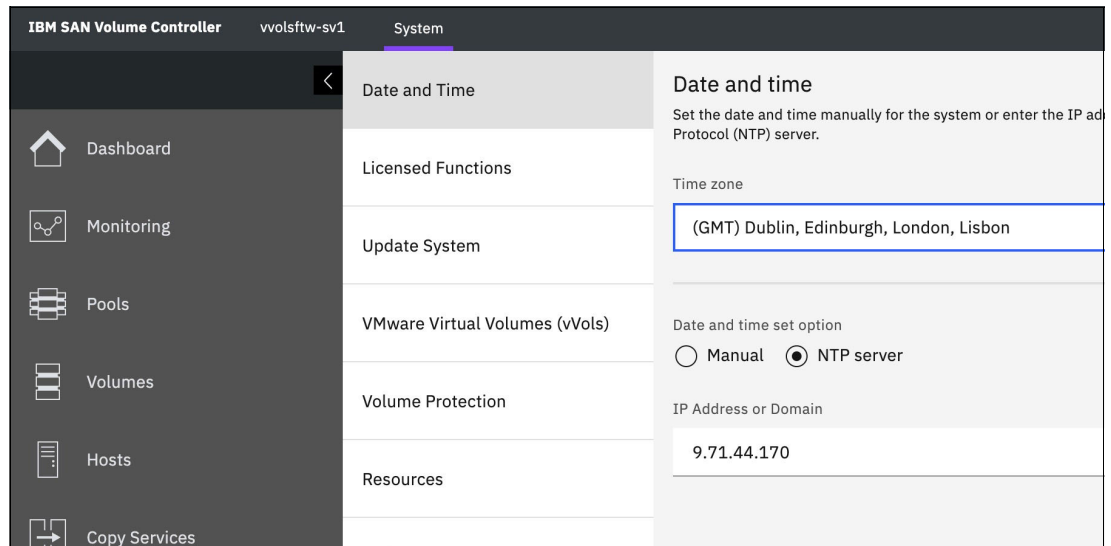 IBM SAN Volume Controller vvolsftw-sv1 System
Dashboard
Monitoring
Pools
Volumes
Hosts
Copy Services
Date and Time
Licensed Functions
Update System
VMware Virtual Volumes (vVols)
Volume Protection
Resources
Date and time
Set the date and time manually for the system or enter the IP
Protocol (NTP) server.
Time zone
(GMT) Dublin, Edinburgh, London, Lisbon
Date and time set option
Manual NTP server
IP Address or Domain
9.71.44.170